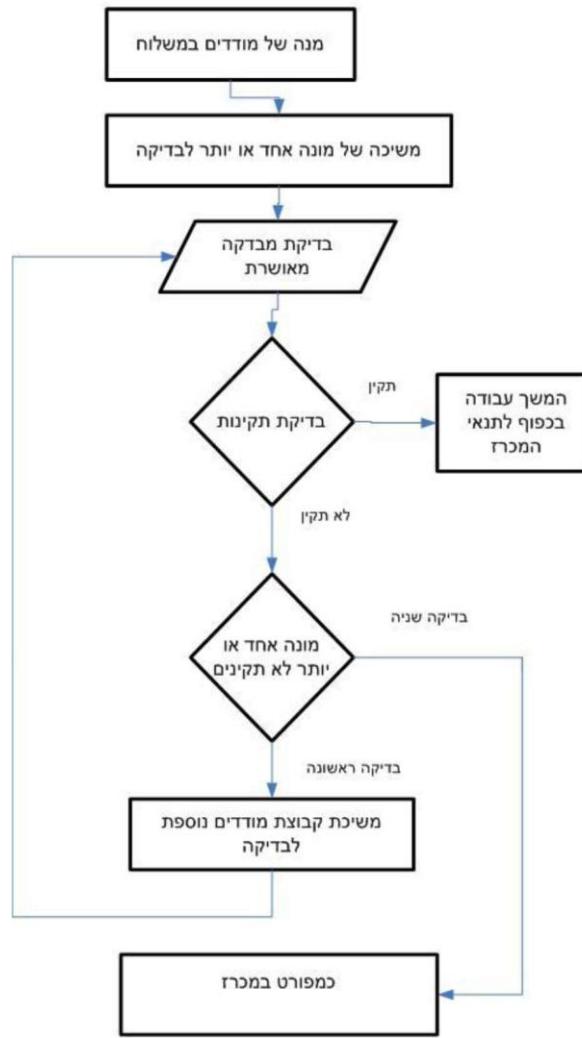 מנה של מודדים במשלוח
משיכה של מונה אחד או יותר לבדיקה
בדיקת מבדקה
מאושרת
בדיקת תקינות
תקין
המשך עבודה
בכפוף לתנאי
המכרז
לא תקין
מונה אחד או
יותר לא תקינים
בדיקה שניה
בדיקה ראשונה
משיכת קבוצת מודדים נוספת
לבדיקה
כמפורט במכרז